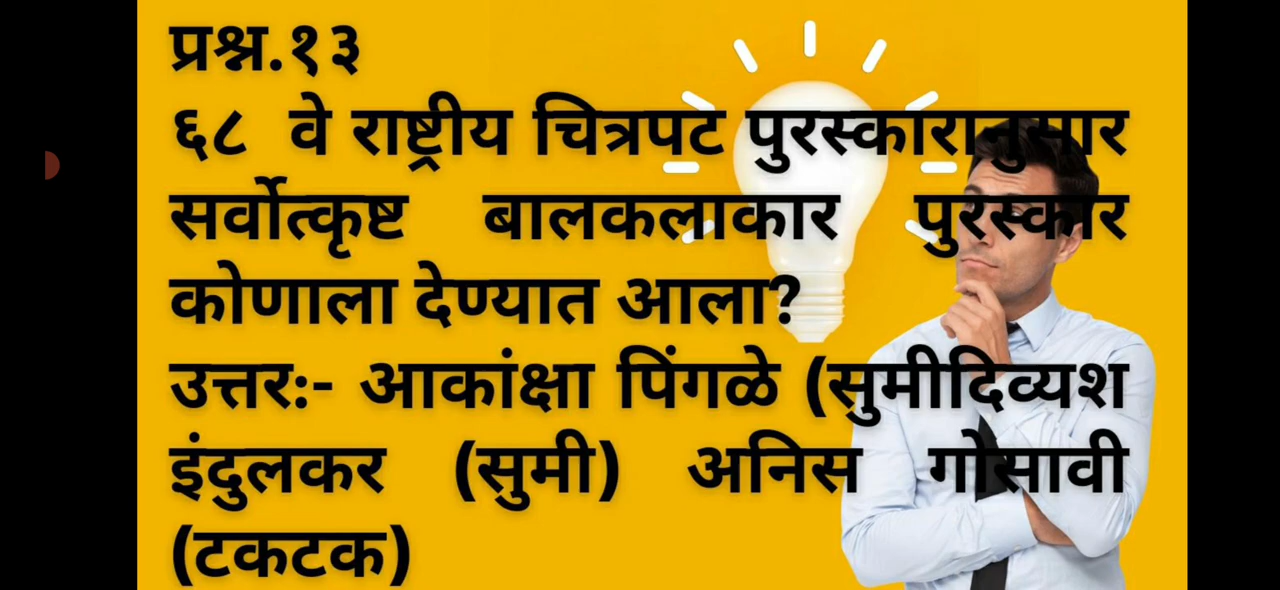 प्रश्न.१३
६८ वे राष्ट्रीय चित्रपट पुरस्कारानुसार
सर्वोत्कृष्ट बालकलाकार पुरस्कार
कोणाला देण्यात आला?
उत्तर:- आकांक्षा पिंगळे (सुमीदिव्यश
इंदुलकर (सुमी) अनिस गोसावी
(टकटक)